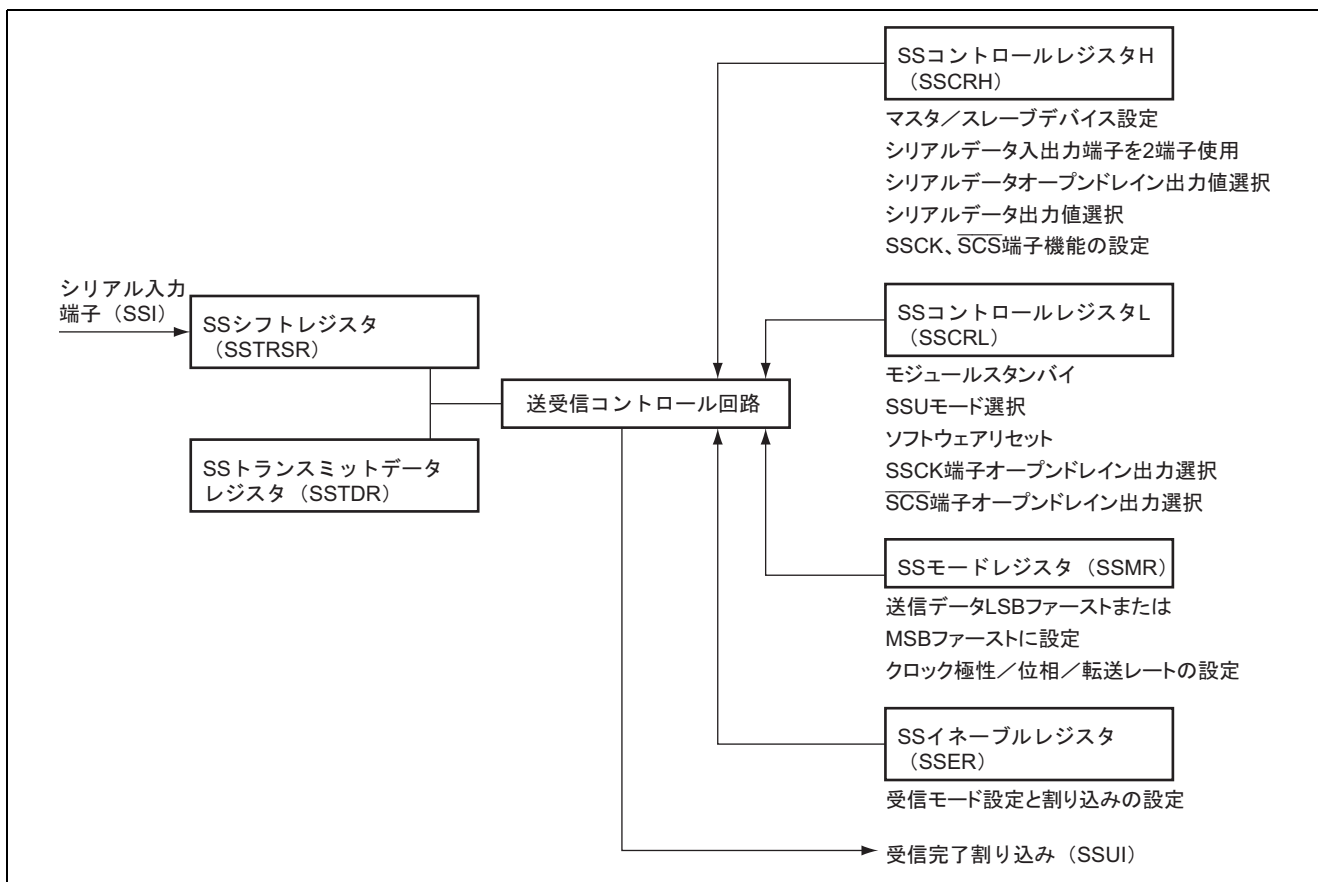 シリアル入力
端子（SSI）
SSシフトレジスタ
（SSTRSR）
SSトランスミットデータ
レジスタ（SSTDR）
送受信コントロール回路
SSコントロールレジスタH
（SSCRH）
マスタ／スレーブデバイス設定
シリアルデータ入出力端子を2端子使用
シリアルデータオープンドレイン出力値選択
シリアルデータ出力値選択
SSCK、S̅C̅S̅端子機能の設定
SSコントロールレジスタL
（SSCRL）
モジュールスタンバイ
SSUモード選択
ソフトウェアリセット
SSCK端子オープンドレイン出力選択
S̅C̅S̅端子オープンドレイン出力選択
SSモードレジスタ（SSMR）
送信データLSBファーストまたは
MSBファーストに設定
クロック極性／位相／転送レートの設定
SSイネーブルレジスタ
（SSER）
受信モード設定と割り込みの設定
受信完了割り込み（SSUI）